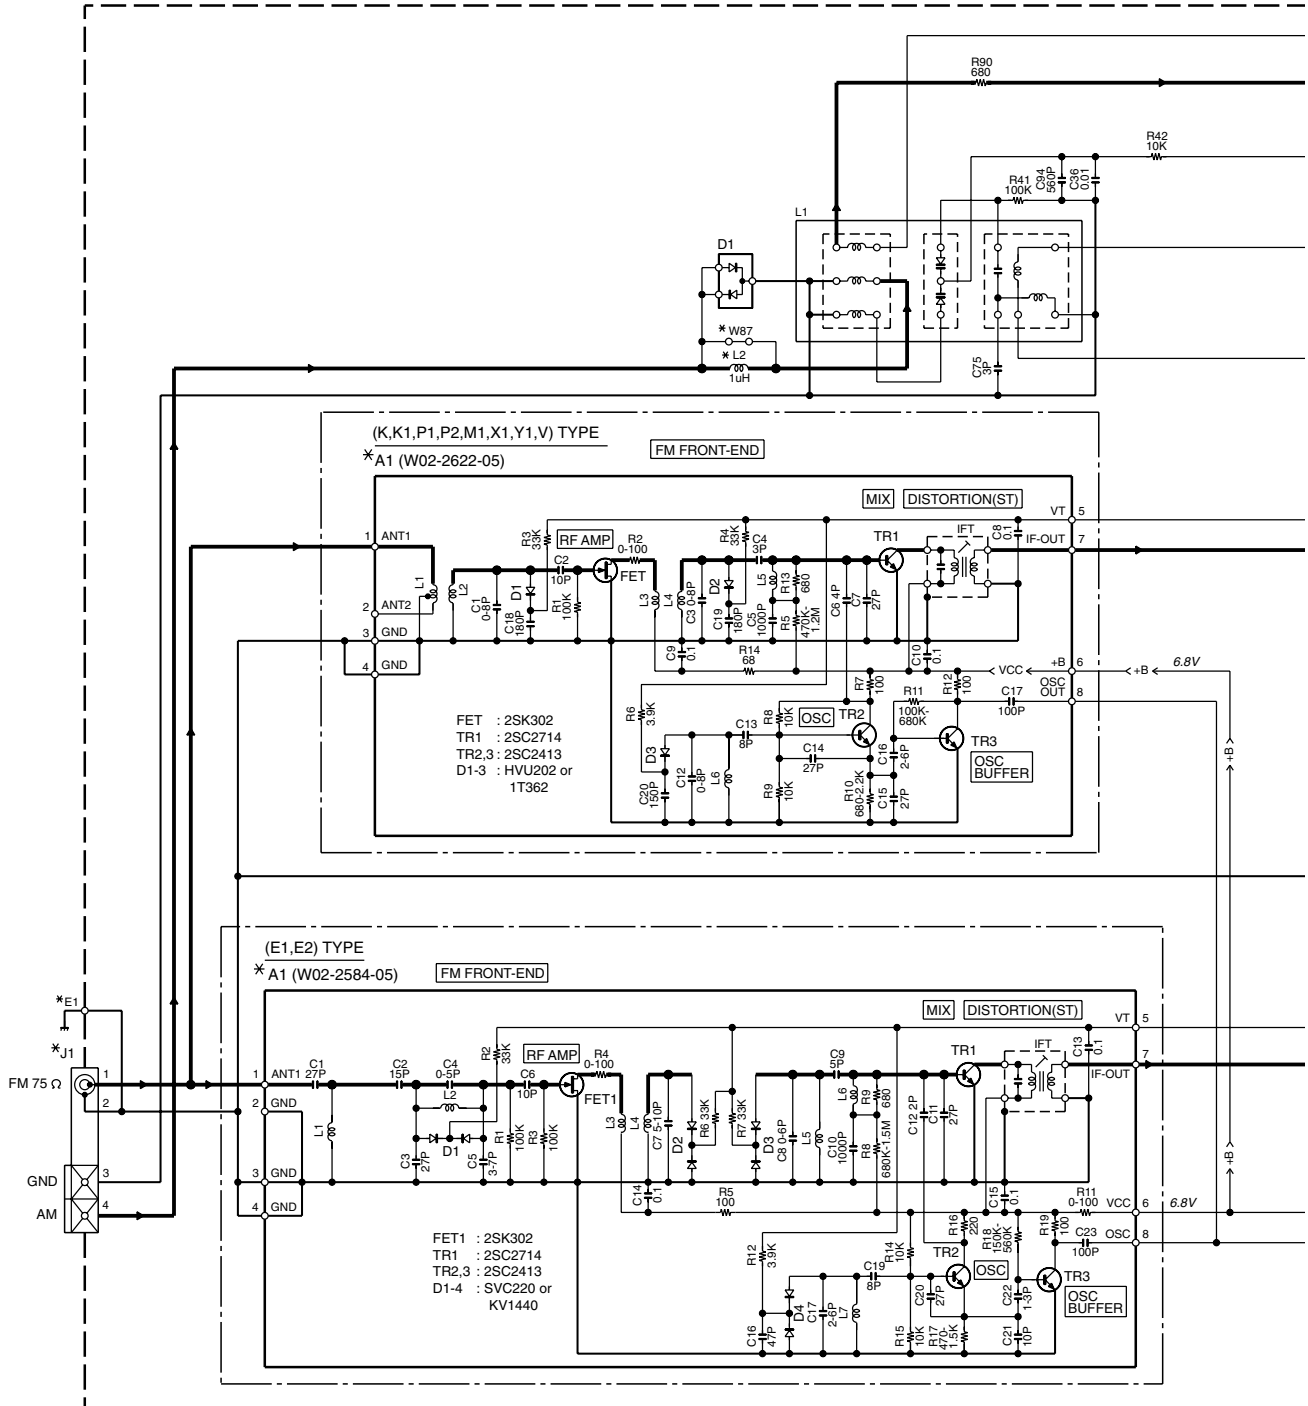 R90
680
R42
10K
R41
100K
C94
560P
C36
0.01
L1
D1
* W87
* L2
1uH
C75
3P
(K,K1,P1,P2,M1,X1,Y1,V) TYPE
* A1 (W02-2622-05)
FM FRONT-END
MIX
DISTORTION(ST)
VT
5
1
ANT1
R3
33K
RF AMP
R2
0-100
R4
33K
C4
3P
TR1
IFT
C8
0.1
IF-OUT
7
C2
10P
FET
L1
L2
C1
0-8P
D1
C18
180P
R1
100K
L3
L4
C3 0-8P
D2
C19
180P
L5
C5
1000P
R13
680
R5
470K-
1.2M
C6 4P
C7
27P
2
ANT2
3
GND
4
GND
C9
0.1
R14
68
C10
0.1
VCC
+B
6
+B
6.8V
R7
100
R12
100
OSC
OUT
8
R6
3.9K
R8
10K
OSC
TR2
R11
100K-
680K
C17
100P
FET : 2SK302
TR1 : 2SC2714
TR2,3 : 2SC2413
D1-3 : HVU202 or
1T362
C13
8P
C14
27P
D3
C20
150P
C12
0-8P
L6
R9
10K
R10
680-2.2K
C16
2-6P
C15
27P
TR3
OSC
BUFFER
+B
(E1,E2) TYPE
* A1 (W02-2584-05)
FM FRONT-END
MIX
DISTORTION(ST)
VT
5
*E1
*J1
FM 75 Ω
1
2
GND
3
AM
4
1
ANT1
C1
27P
C2
15P
C4
0-5P
L2
R2
33K
RF AMP
R4
0-100
C6
10P
FET1
C9
5P
TR1
IFT
C13
0.1
7
IF-OUT
2
GND
L1
C3
27P
D1
C5
3-7P
R1
100K
R3
100K
L3
L4
C7 5-10P
D2
R6 33K
R7 33K
D3
C8 0-6P
L5
L6
C10
1000P
R9
680
R8
680K-1.5M
C12 2P
C11
27P
3
GND
4
GND
C14
0.1
R5
100
C15
0.1
R11
0-100
VCC
6
6.8V
+B
FET1 : 2SK302
TR1 : 2SC2714
TR2,3 : 2SC2413
D1-4 : SVC220 or
KV1440
R12
3.9K
R14
10K
R16
220
TR2
OSC
R18
150K-
560K
R19
100
C23
100P
OSC
8
C19
8P
C16
47P
D4
C17
2-6P
L7
R15
10K
C20
27P
R17
470-
1.5K
C22
1-3P
C21
10P
TR3
OSC
BUFFER